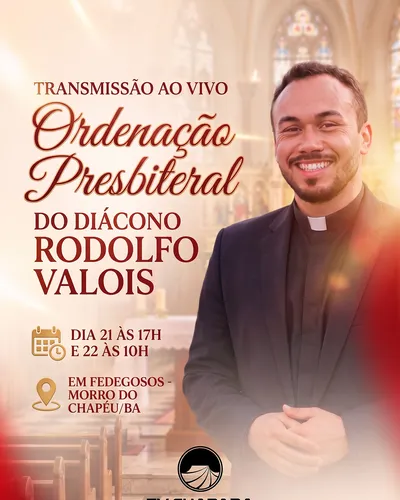 TRANSMISSÃO AO VIVO
Ordenação
Presbiteral
DO DIÁCONO
RODOLFO
VALOIS
DIA 21 ÀS 17H
E 22 ÀS 10H
EM FEDEGOSOS -
MORRO DO
CHAPÉU/BA